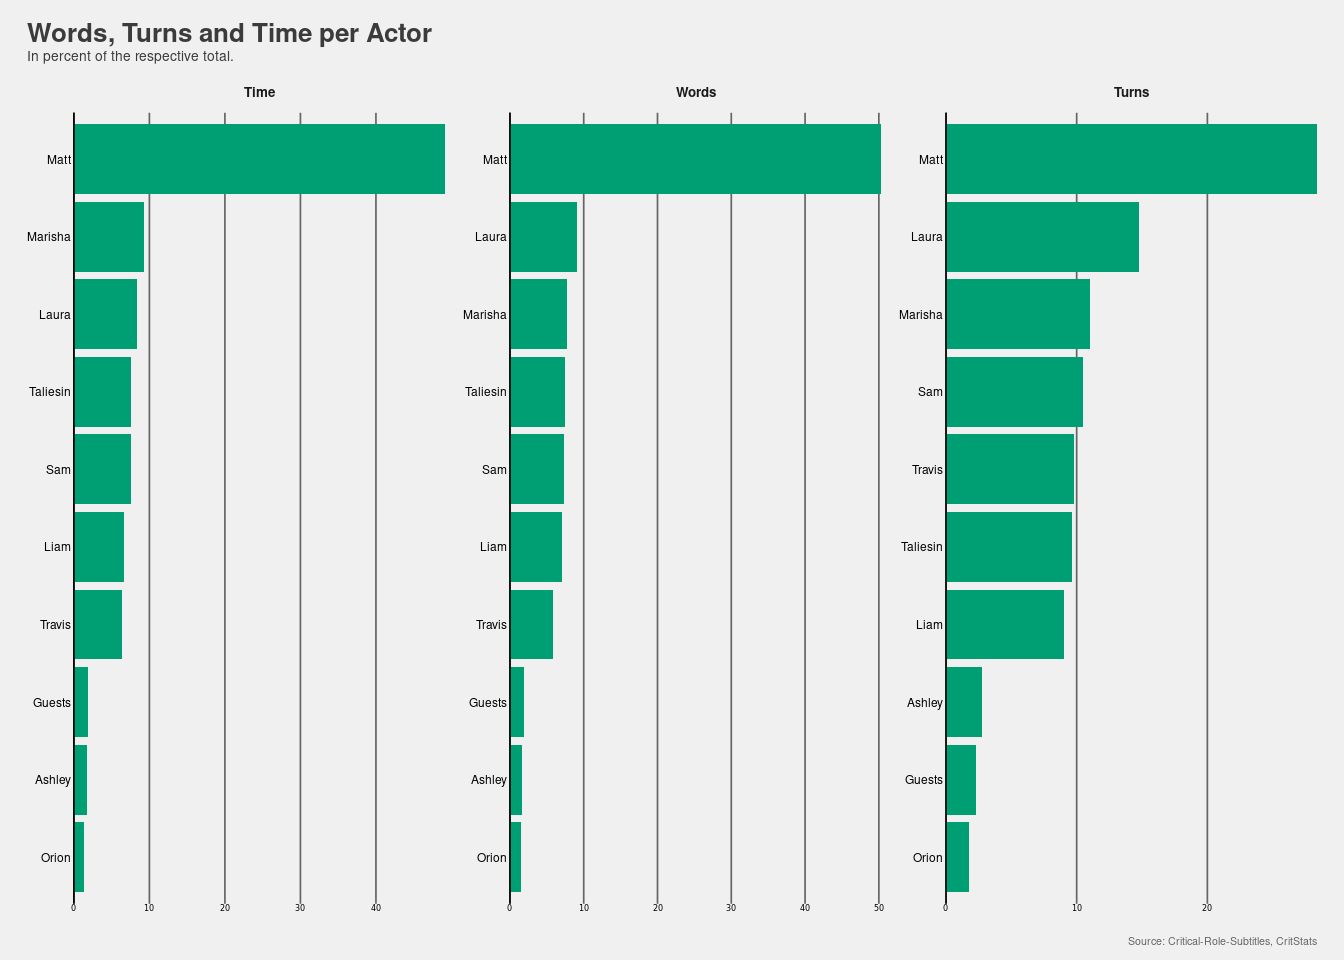 Words, Turns and Time per Actor
In percent of the respective total.
Time
Matt
Marisha
Laura
Taliesin
Sam
Liam
Travis
Guests
Ashley
Orion
0 10 20 30 40
Words
Matt
Laura
Marisha
Taliesin
Sam
Liam
Travis
Guests
Ashley
Orion
0 10 20 30 40 50
Turns
Matt
Laura
Marisha
Sam
Travis
Taliesin
Liam
Ashley
Guests
Orion
0 10 20
Source: Critical-Role-Subtitles, CritStats